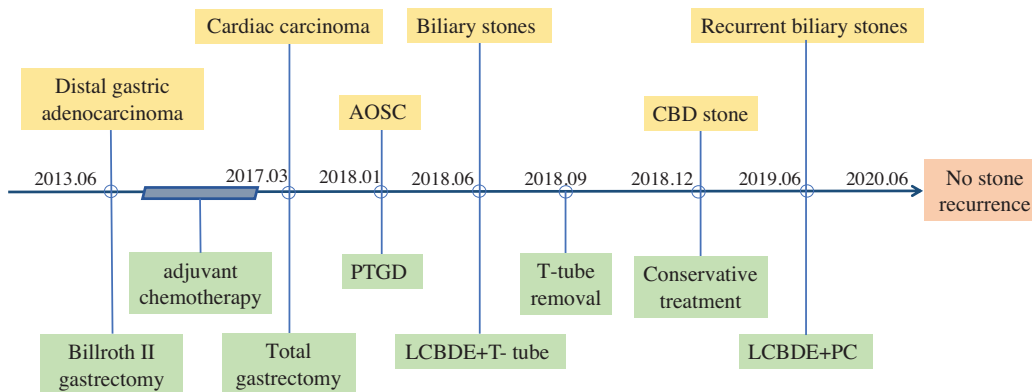 Cardiac carcinoma
Biliary stones
Recurrent biliary stones
Distal gastric
adenocarcinoma
AOSC
CBD stone
2013.06
2017.03
2018.01
2018.06
2018.09
2018.12
2019.06
2020.06
No stone
recurrence
adjuvant
chemotherapy
PTGD
T-tube
removal
Conservative
treatment
Billroth II
gastrectomy
Total
gastrectomy
LCBDE+T- tube
LCBDE+PC